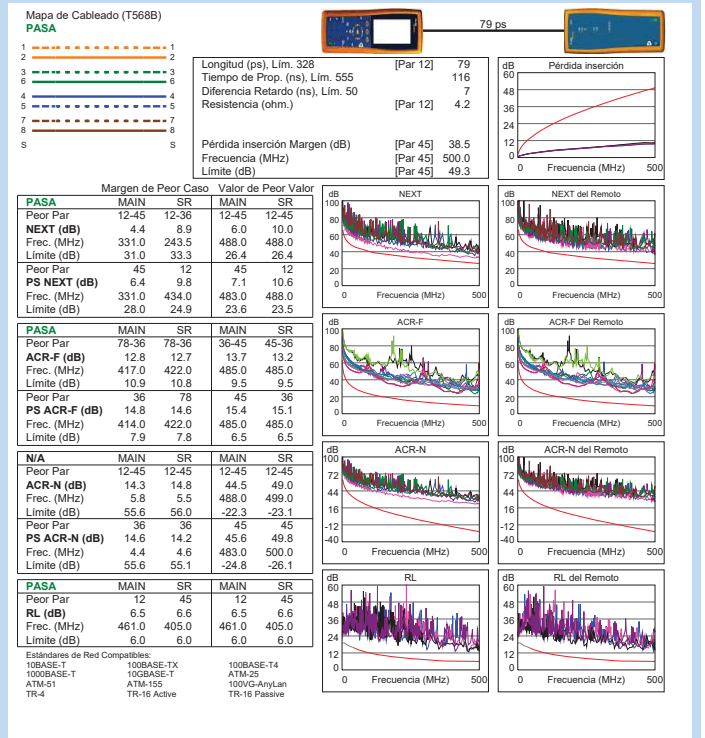 Mapa de Cableado (T568B)
PASA
1 1
2 2
3 3
6 6
4 4
5 5
7 7
8 8
S S
79 ps
Longitud (ps), Lím. 328 [Par 12] 79
Tiempo de Prop. (ns), Lím. 555 116
Diferencia Retardo (ns), Lím. 50 7
Resistencia (ohm.) [Par 12] 4.2
Pérdida inserción Margen (dB) [Par 45] 38.5
Frecuencia (MHz) [Par 45] 500.0
Límite (dB) [Par 45] 49.3
dB Pérdida inserción
60
48
36
24
12
0
0 Frecuencia (MHz) 500
Margen de Peor Caso Valor de Peor Valor
PASA MAIN SR MAIN SR
Peor Par 12-45 12-36 12-45 12-45
NEXT (dB) 4.4 8.9 6.0 10.0
Frec. (MHz) 331.0 243.5 488.0 488.0
Límite (dB) 31.0 33.3 26.4 26.4
Peor Par 45 12 45 12
PS NEXT (dB) 6.4 9.8 7.1 10.6
Frec. (MHz) 331.0 434.0 483.0 488.0
Límite (dB) 28.0 24.9 23.6 23.5
PASA MAIN SR MAIN SR
Peor Par 78-36 78-36 36-45 45-36
ACR-F (dB) 12.8 12.7 13.7 13.2
Frec. (MHz) 417.0 422.0 485.0 485.0
Límite (dB) 10.9 10.8 9.5 9.5
Peor Par 36 78 45 36
PS ACR-F (dB) 14.8 14.6 15.4 15.1
Frec. (MHz) 414.0 422.0 485.0 485.0
Límite (dB) 7.9 7.8 6.5 6.5
N/A MAIN SR MAIN SR
Peor Par 12-45 12-45 12-45 12-45
ACR-N (dB) 14.3 14.8 44.5 49.0
Frec. (MHz) 5.8 5.5 488.0 499.0
Límite (dB) 55.6 56.0 -22.3 -23.1
Peor Par 36 36 45 45
PS ACR-N (dB) 14.6 14.2 45.6 49.8
Frec. (MHz) 4.4 4.6 483.0 500.0
Límite (dB) 55.6 55.1 -24.8 -26.1
PASA MAIN SR MAIN SR
Peor Par 12 45 12 45
RL (dB) 6.5 6.6 6.5 6.6
Frec. (MHz) 461.0 405.0 461.0 405.0
Límite (dB) 6.0 6.0 6.0 6.0
Estándares de Red Compatibles:
10BASE-T 100BASE-TX 100BASE-T4
1000BASE-T 10GBASE-T ATM-25
ATM-51 ATM-155 100VG-AnyLan
TR-4 TR-16 Active TR-16 Passive
dB NEXT
100
80
60
40
20
0
0 Frecuencia (MHz) 500
dB NEXT del Remoto
100
80
60
40
20
0
0 Frecuencia (MHz) 500
dB ACR-F
100
80
60
40
20
0
0 Frecuencia (MHz) 500
dB ACR-F Del Remoto
100
80
60
40
20
0
0 Frecuencia (MHz) 500
dB ACR-N
100
72
44
16
-12
-40
0 Frecuencia (MHz) 500
dB ACR-N del Remoto
100
72
44
16
-12
-40
0 Frecuencia (MHz) 500
dB RL
60
48
36
24
12
0
0 Frecuencia (MHz) 500
dB RL del Remoto
60
48
36
24
12
0
0 Frecuencia (MHz) 500